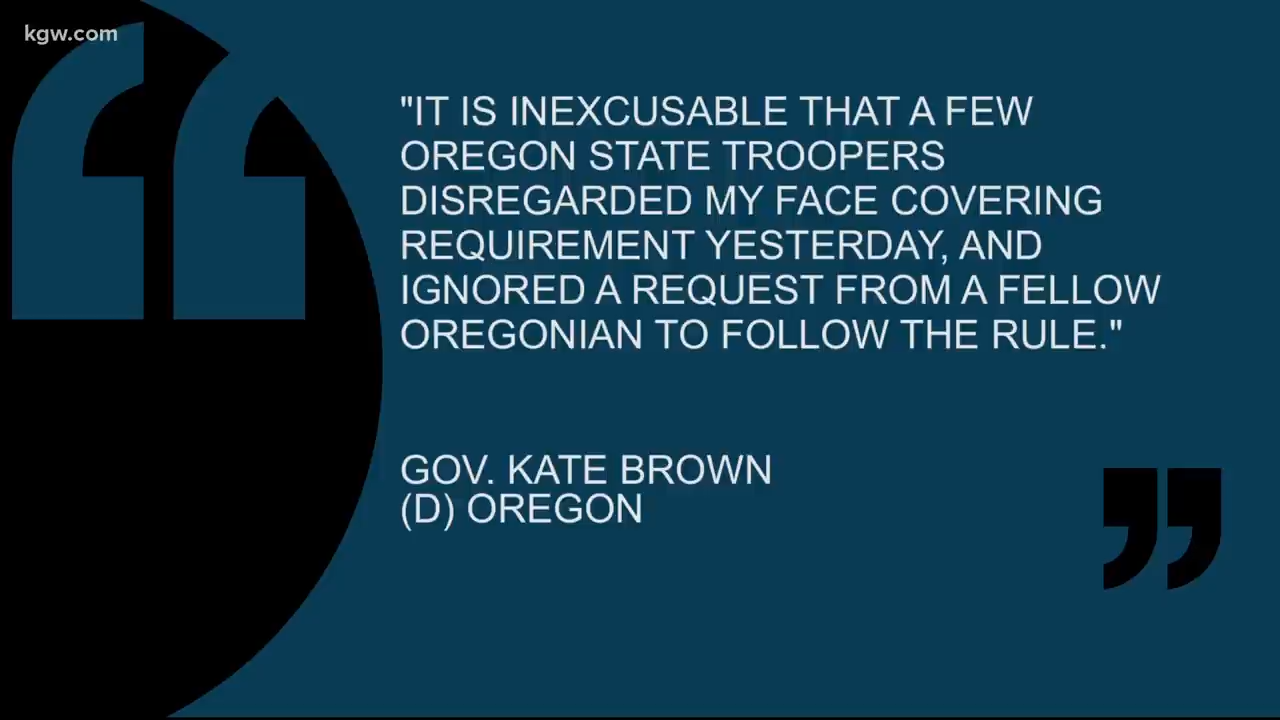 kgw.com
"IT IS INEXCUSABLE THAT A FEW
OREGON STATE TROOPERS
DISREGARDED MY FACE COVERING
REQUIREMENT YESTERDAY, AND
IGNORED A REQUEST FROM A FELLOW
OREGONIAN TO FOLLOW THE RULE."
GOV. KATE BROWN
(D) OREGON